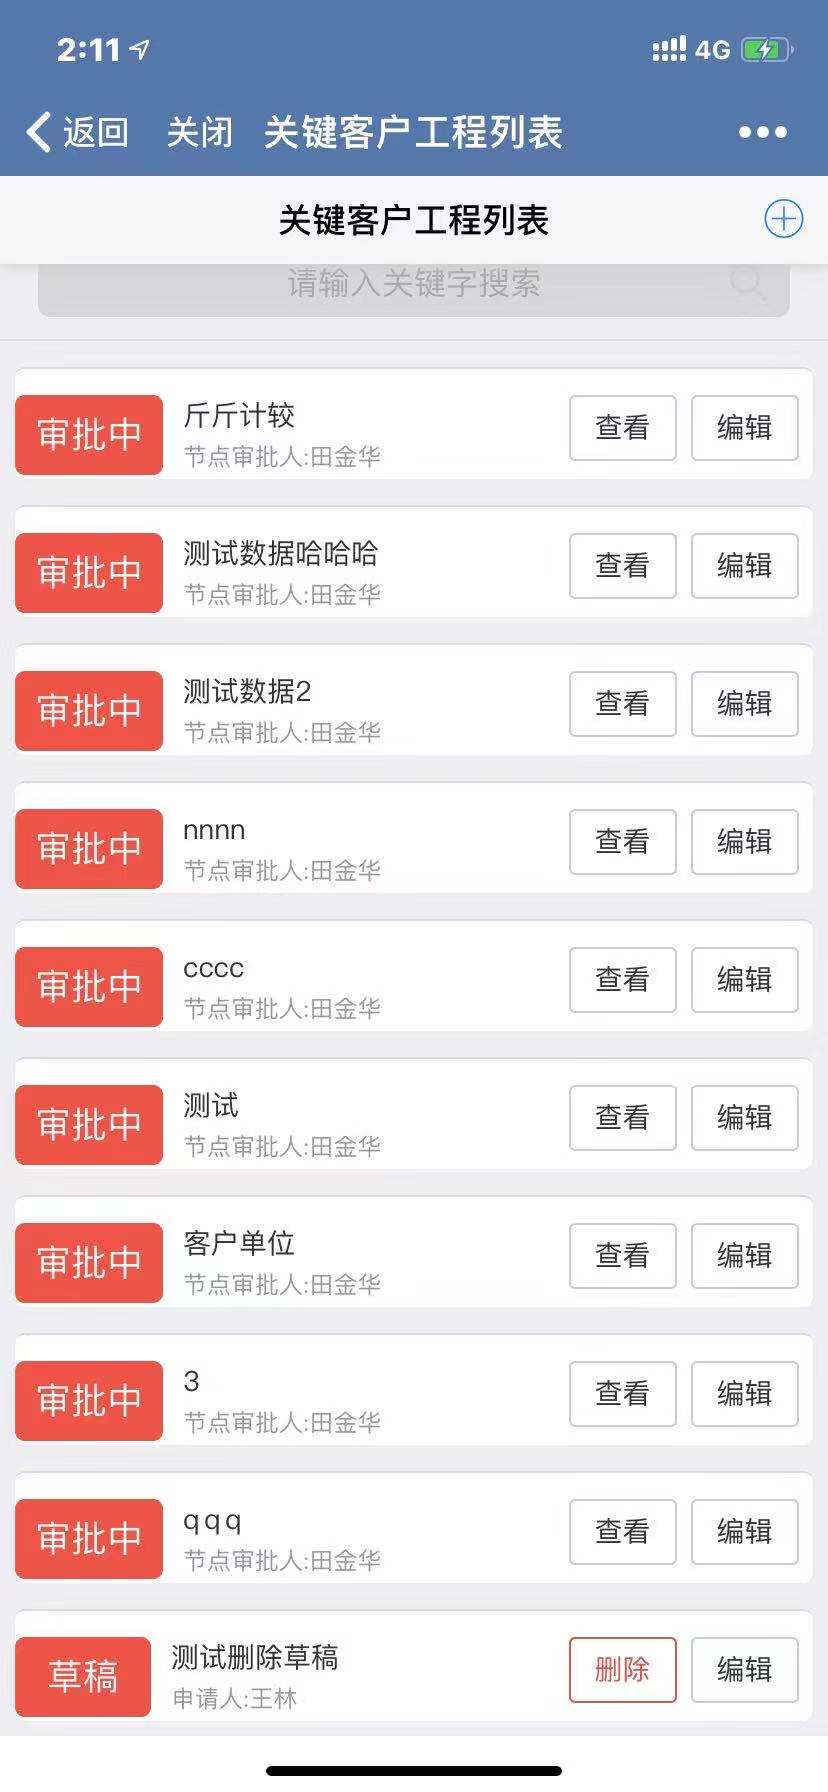 2:11 4G
返回 关闭 关键客户工程列表
关键客户工程列表
请输入关键字搜索
审批中 斤斤计较 查看 编辑
节点审批人:田金华
审批中 测试数据哈哈哈 查看 编辑
节点审批人:田金华
审批中 测试数据2 查看 编辑
节点审批人:田金华
审批中 nnnn 查看 编辑
节点审批人:田金华
审批中 cccc 查看 编辑
节点审批人:田金华
审批中 测试 查看 编辑
节点审批人:田金华
审批中 客户单位 查看 编辑
节点审批人:田金华
审批中 3 查看 编辑
节点审批人:田金华
审批中 qqq 查看 编辑
节点审批人:田金华
草稿 测试删除草稿 删除 编辑
申请人:王林